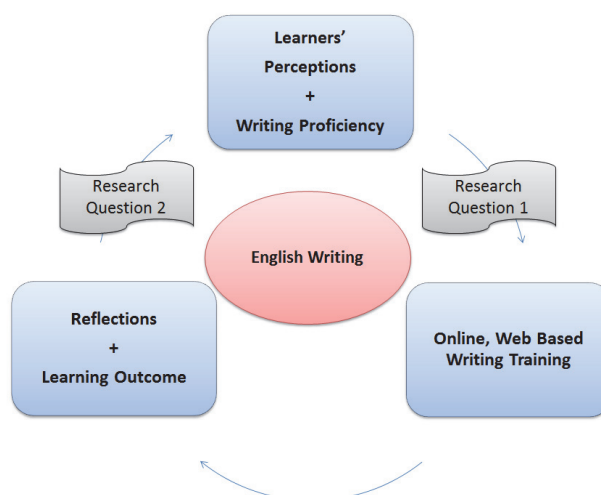 Learners’
Perceptions
+
Writing Proficiency
Research
Question 2
Research
Question 1
English Writing
Reflections
+
Learning Outcome
Online, Web Based
Writing Training